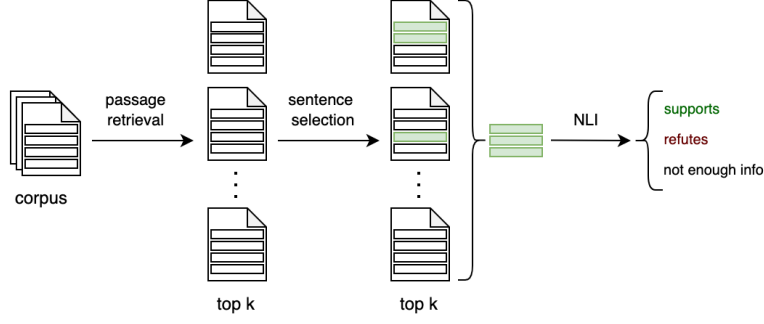 corpus
passage
retrieval
top k
sentence
selection
top k
NLI
supports
refutes
not enough info